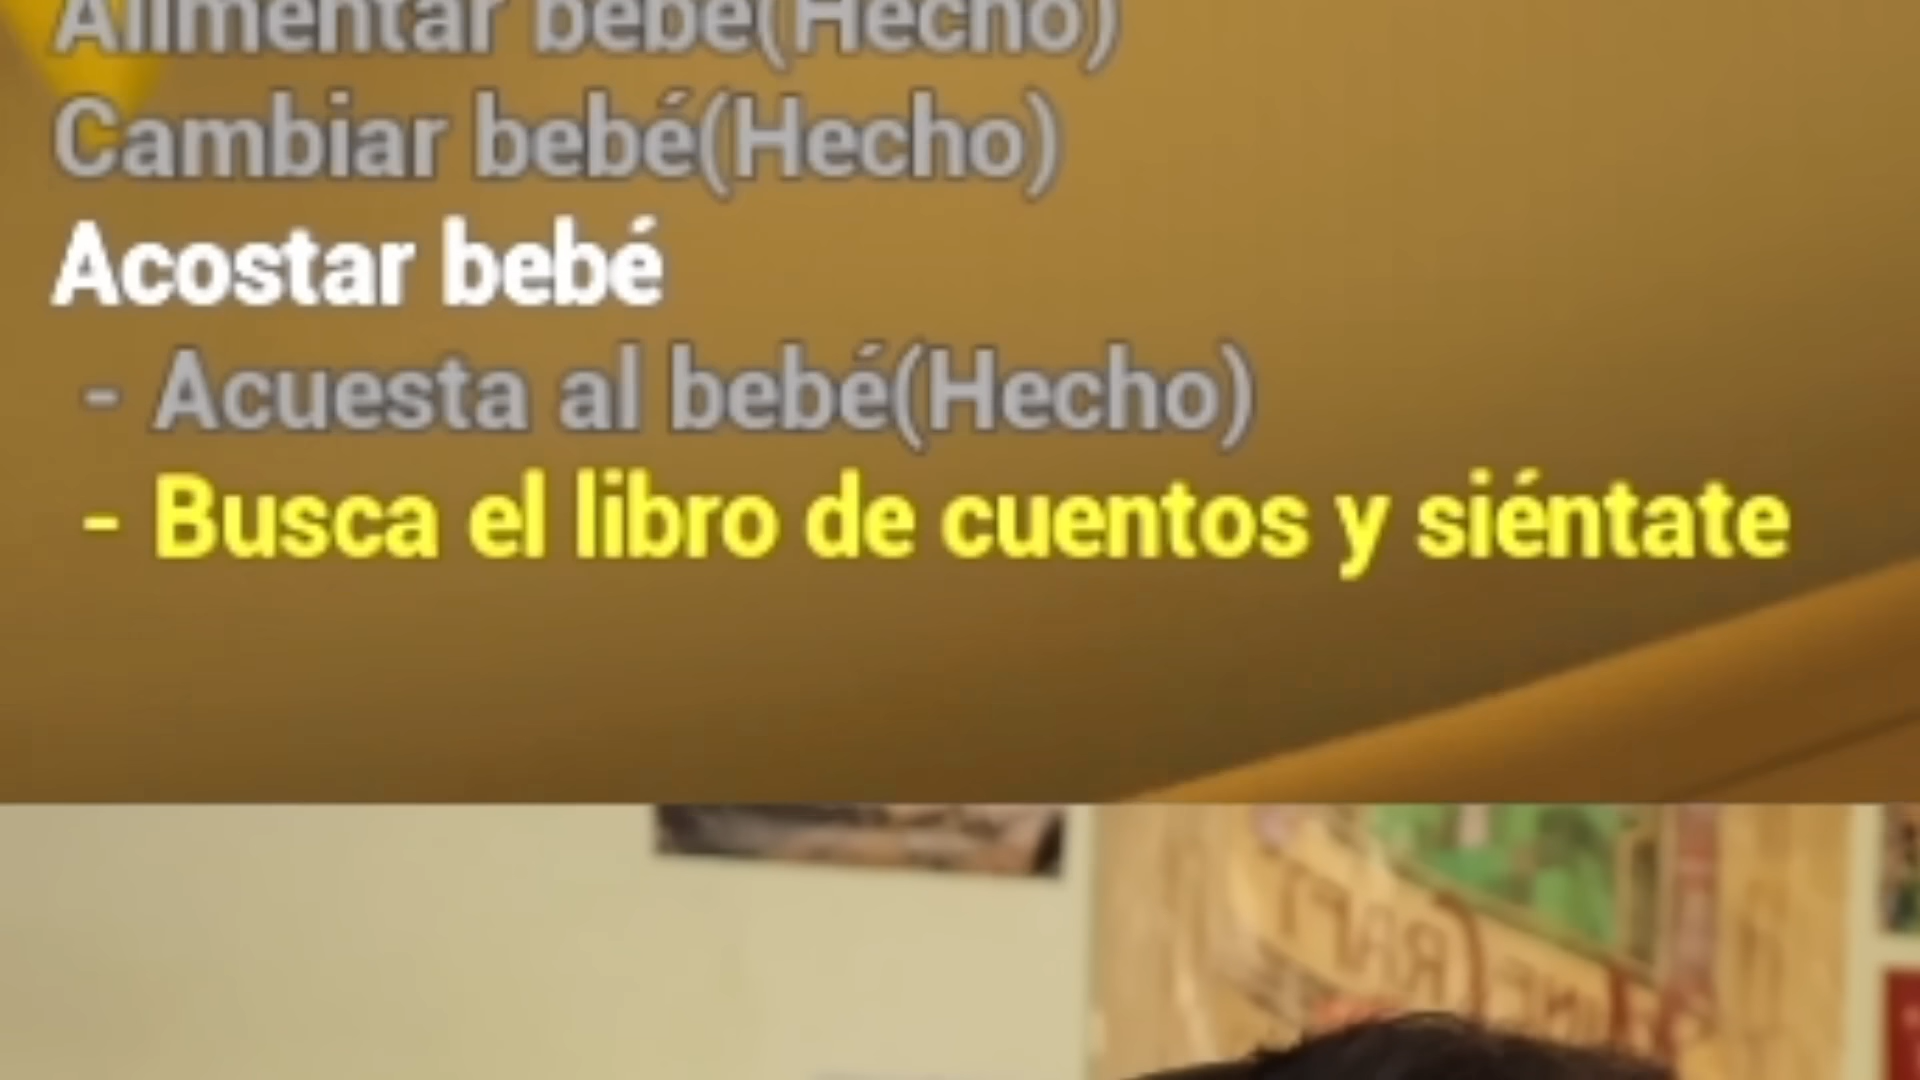 Alimentar bebé(Hecho)
Cambiar bebé(Hecho)
Acostar bebé
- Acuesta al bebé(Hecho)
- Busca el libro de cuentos y siéntate